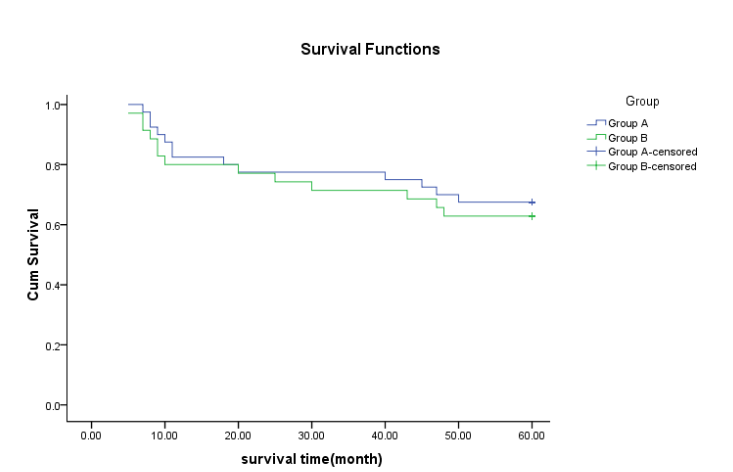 Survival Functions
Group
Group A
Group B
Group A-censored
Group B-censored
1.0
0.8
0.6
0.4
0.2
0.0
Cum Survival
0.00 10.00 20.00 30.00 40.00 50.00 60.00
survival time(month)